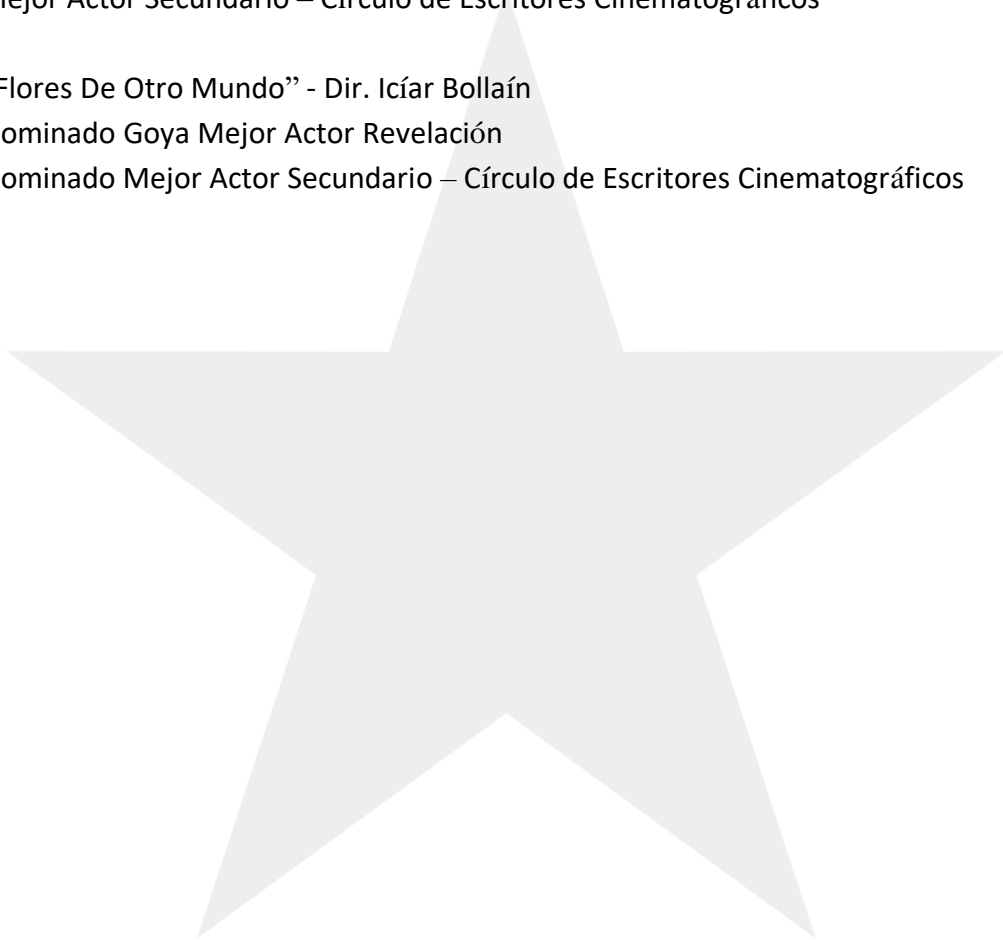 ejor Actor Secundario – Círculo de Escritores Cinematográficos
Flores De Otro Mundo” - Dir. Icíar Bollaín
ominado Goya Mejor Actor Revelación
ominado Mejor Actor Secundario – Círculo de Escritores Cinematográficos